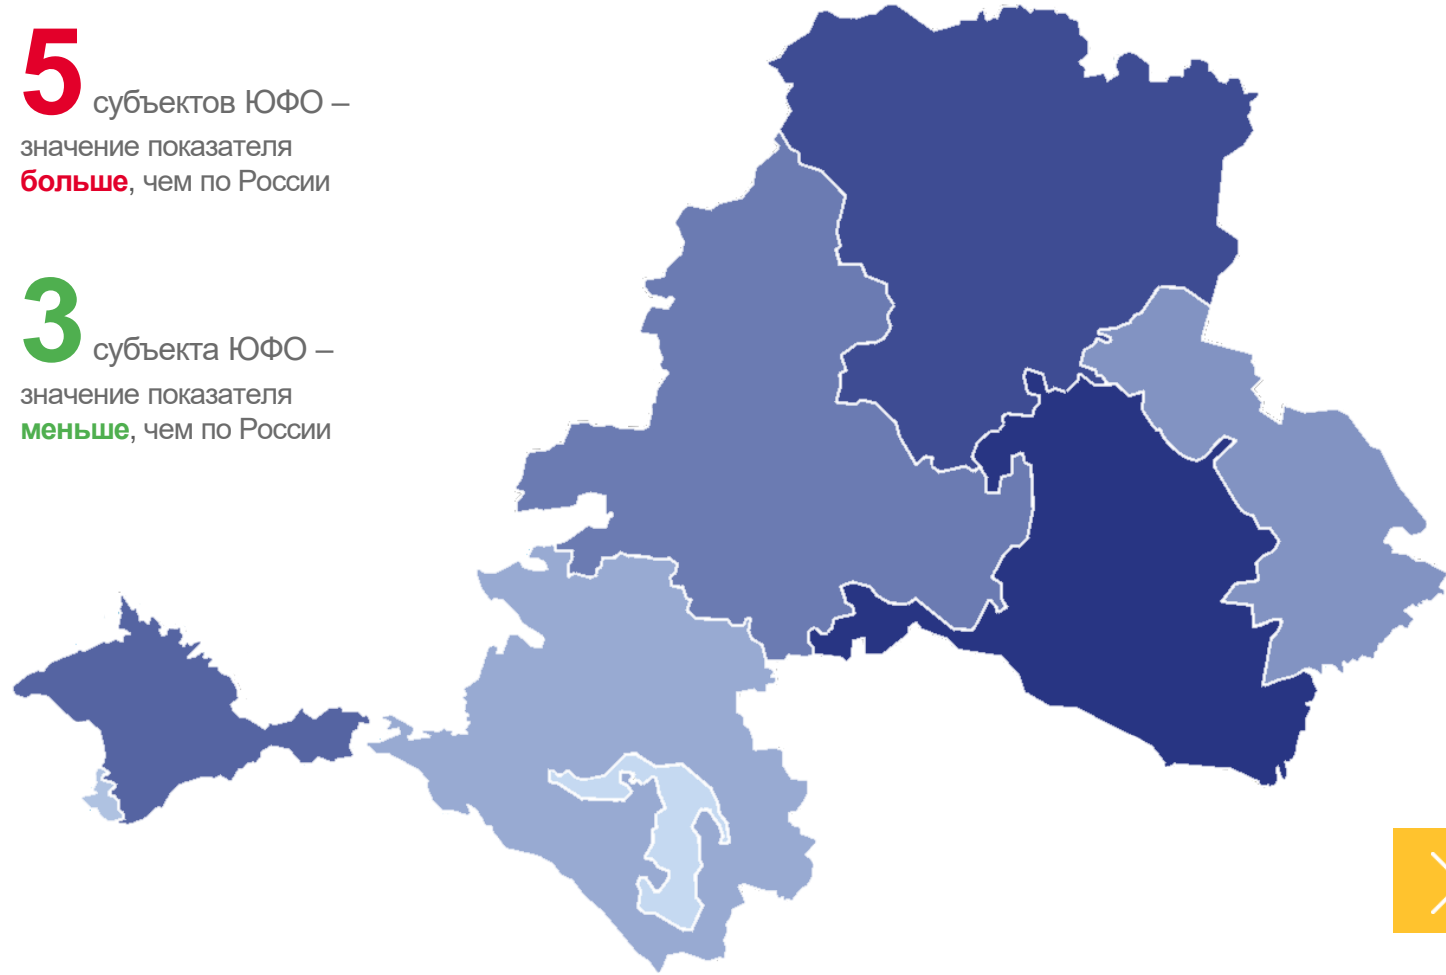 5 субъектов ЮФО –
значение показателя
больше, чем по России
3 субъекта ЮФО –
значение показателя
меньше, чем по России